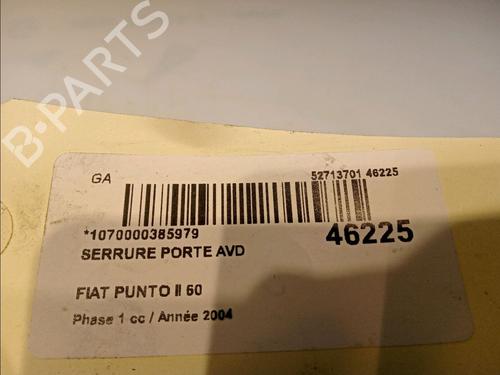 B-PARTS
GA
52713701 46225
*1070000385979
46225
SERRURE PORTE AVD
FIAT PUNTO II 60
Phase 1 cc / Année 2004